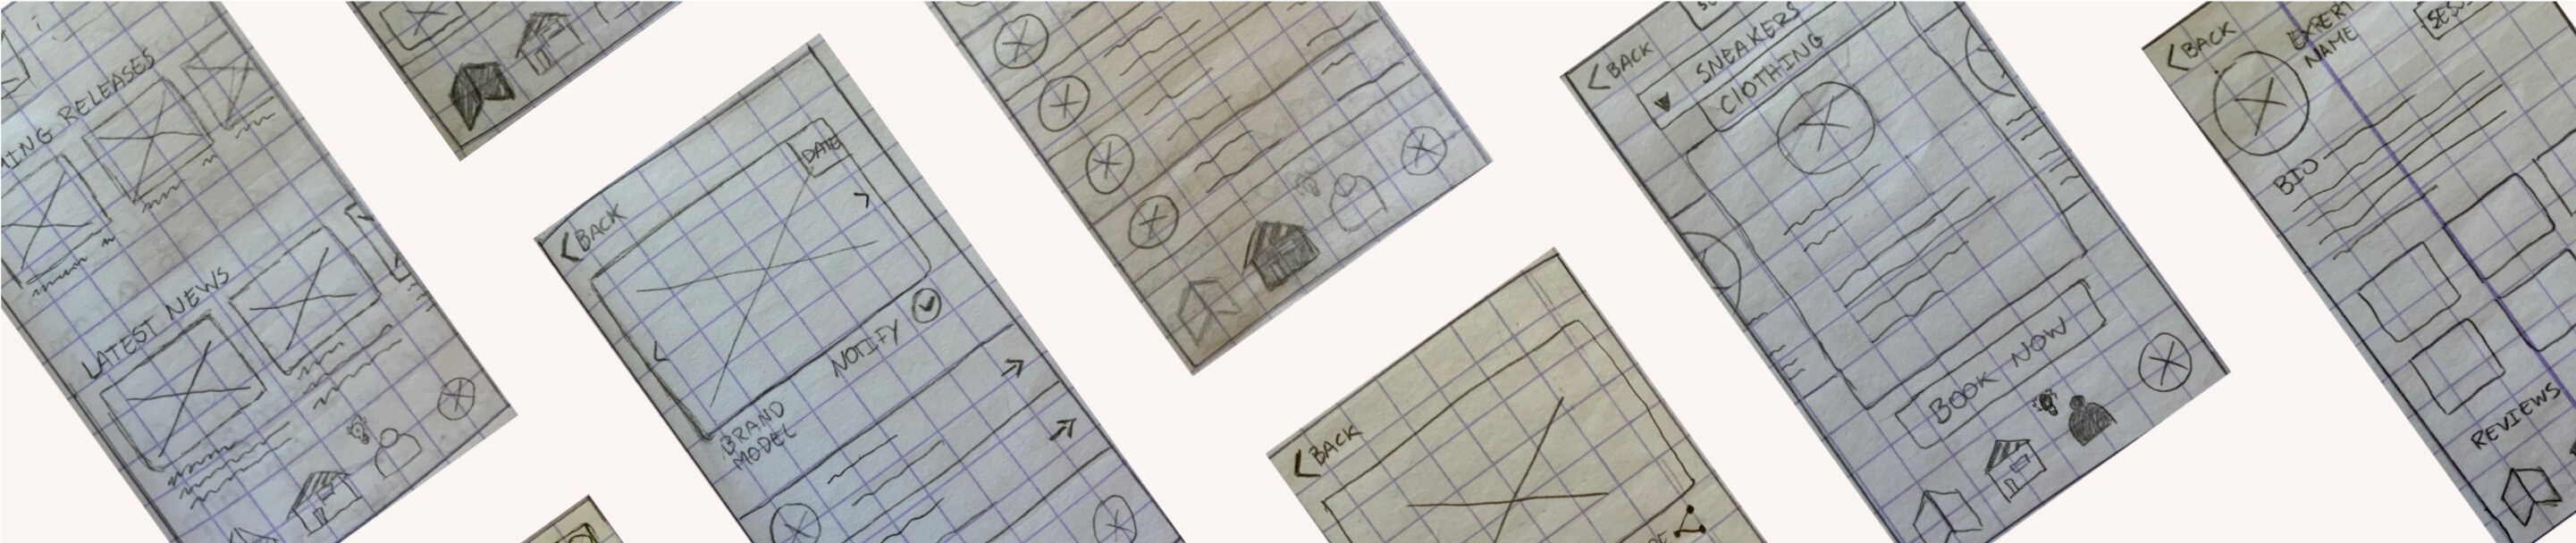 ING RELEASES
LATEST NEWS
< BACK
DATE
>
<
NOTIFY
BRAND
MODEL
< BACK
< BACK
SNEAKERS
CLOTHING
BOOK NOW
< BACK
EXPERT
NAME
BIO
REVIEWS